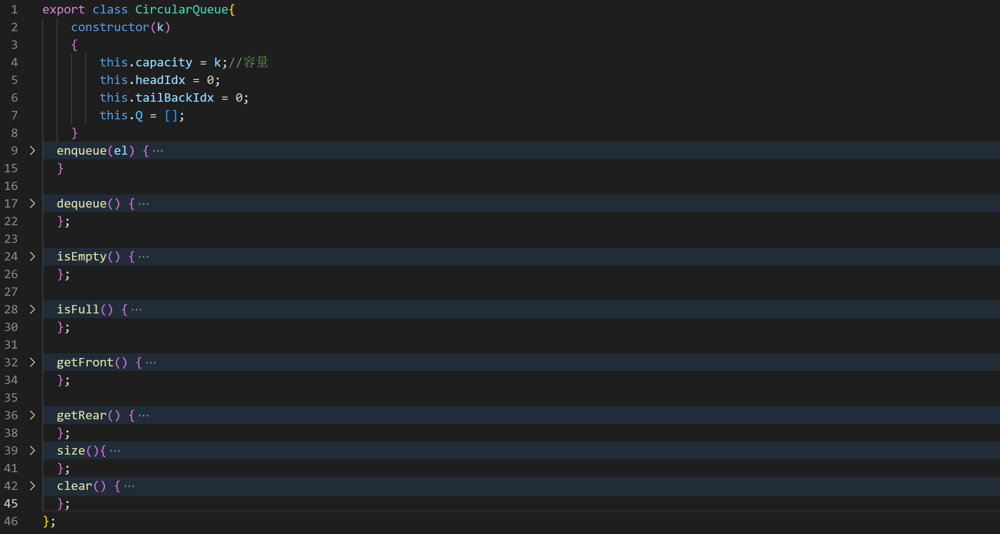 1 export class CircularQueue{
2 constructor(k)
3 {
4 this.capacity = k;//容量
5 this.headIdx = 0;
6 this.tailBackIdx = 0;
7 this.Q = [];
8 }
9 > enqueue(el) { ⋯
15 }
16
17 > dequeue() { ⋯
22 };
23
24 > isEmpty() { ⋯
26 };
27
28 > isFull() { ⋯
30 };
31
32 > getFront() { ⋯
34 };
35
36 > getRear() { ⋯
38 };
39 > size(){ ⋯
41 };
42 > clear() { ⋯
45 };
46 };